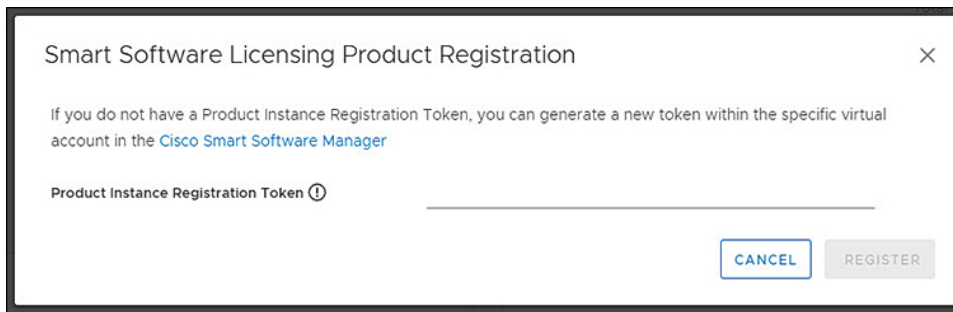 Smart Software Licensing Product Registration
If you do not have a Product Instance Registration Token, you can generate a new token within the specific virtual
account in the Cisco Smart Software Manager
Product Instance Registration Token
CANCEL
REGISTER